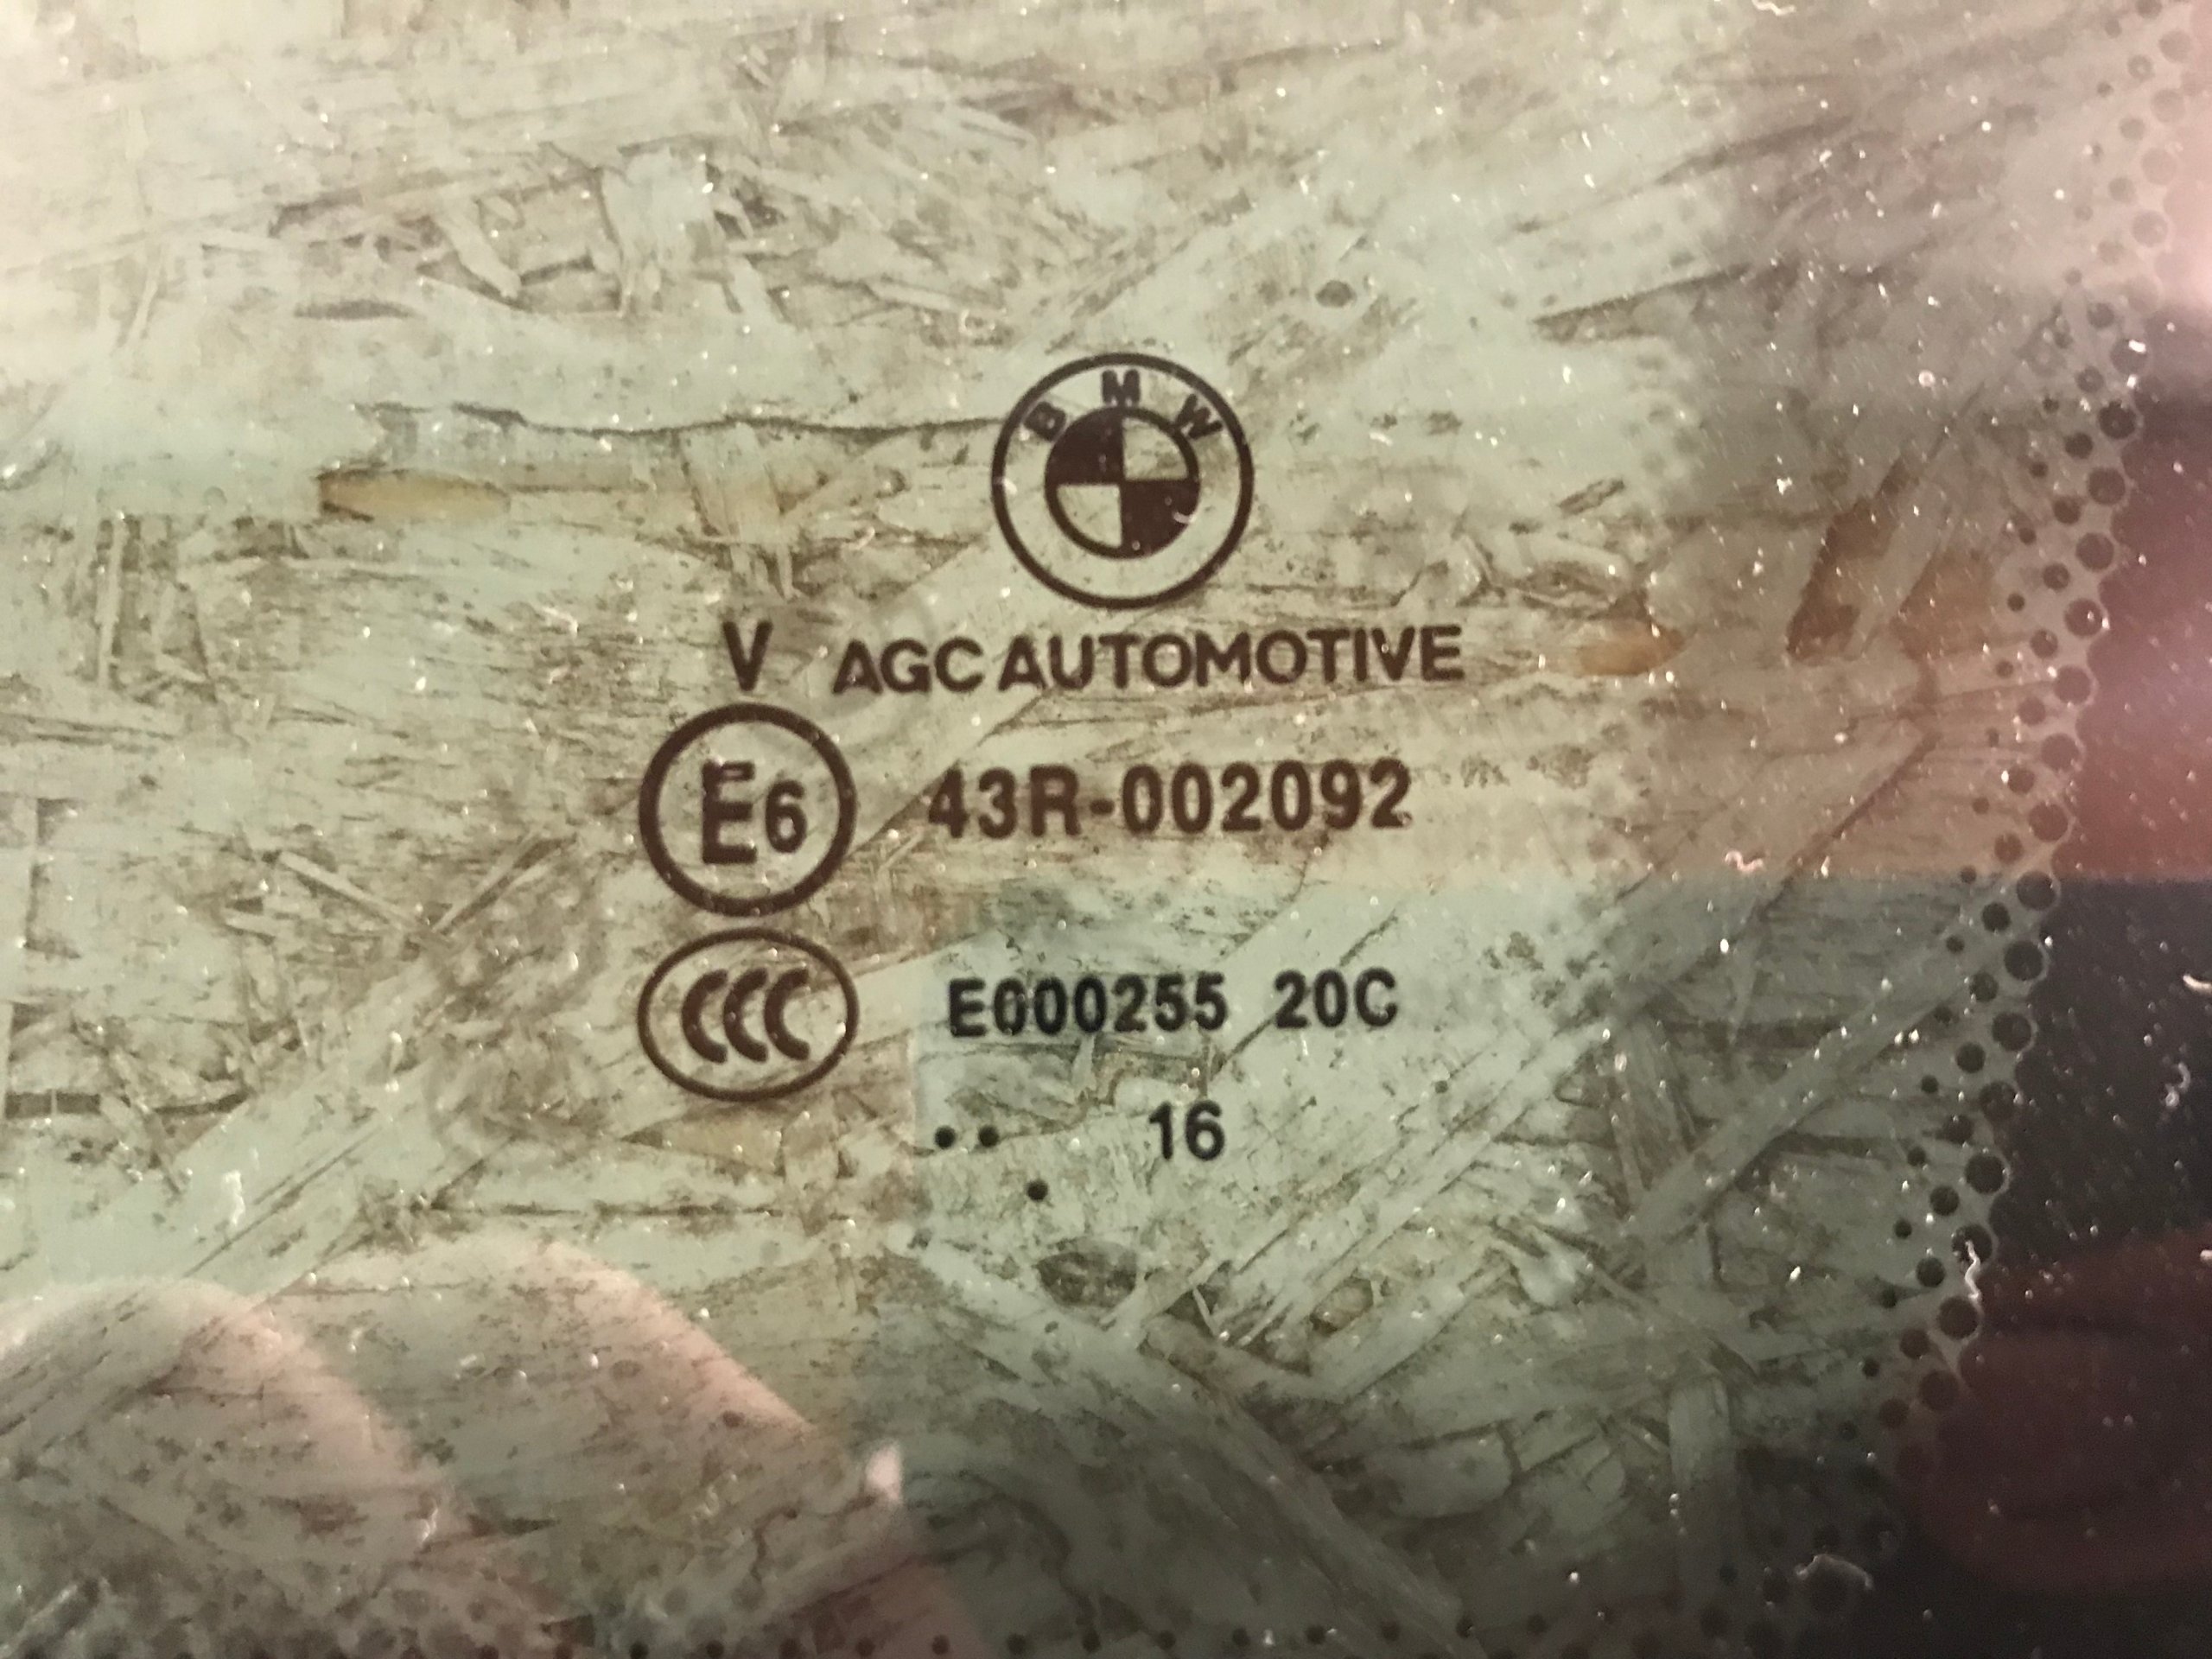 BMW
V AGC AUTOMOTIVE
E6 43R-002092
CCC E000255 20C
.. 16
.